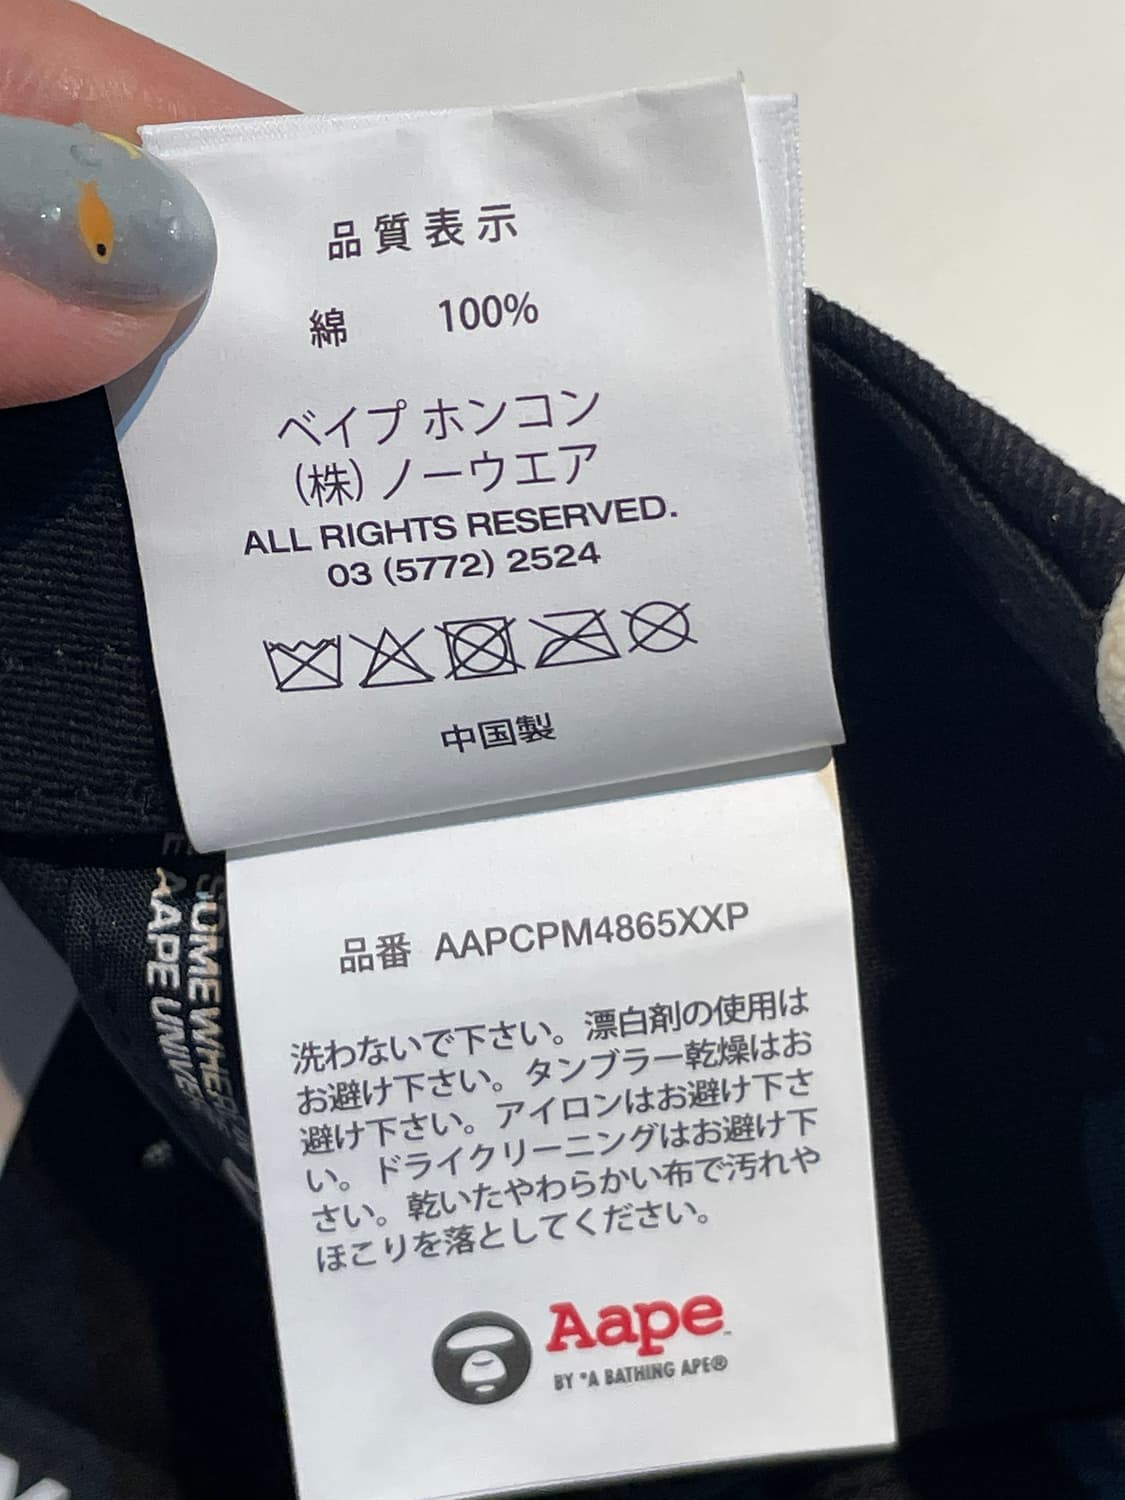 品質表示
綿 100%
ベイプ ホンコン
(株)ノーウエア
ALL RIGHTS RESERVED.
03 (5772) 2524
中国製
品番 AAPCPM4865XXP
洗わないで下さい。漂白剤の使用は
お避け下さい。タンブラー乾燥はお
避け下さい。アイロンはお避け下さ
い。ドライクリーニングはお避け下
さい。乾いたやわらかい布で汚れや
ほこりを落としてください。
Aape
BY *A BATHING APE®
AAPE